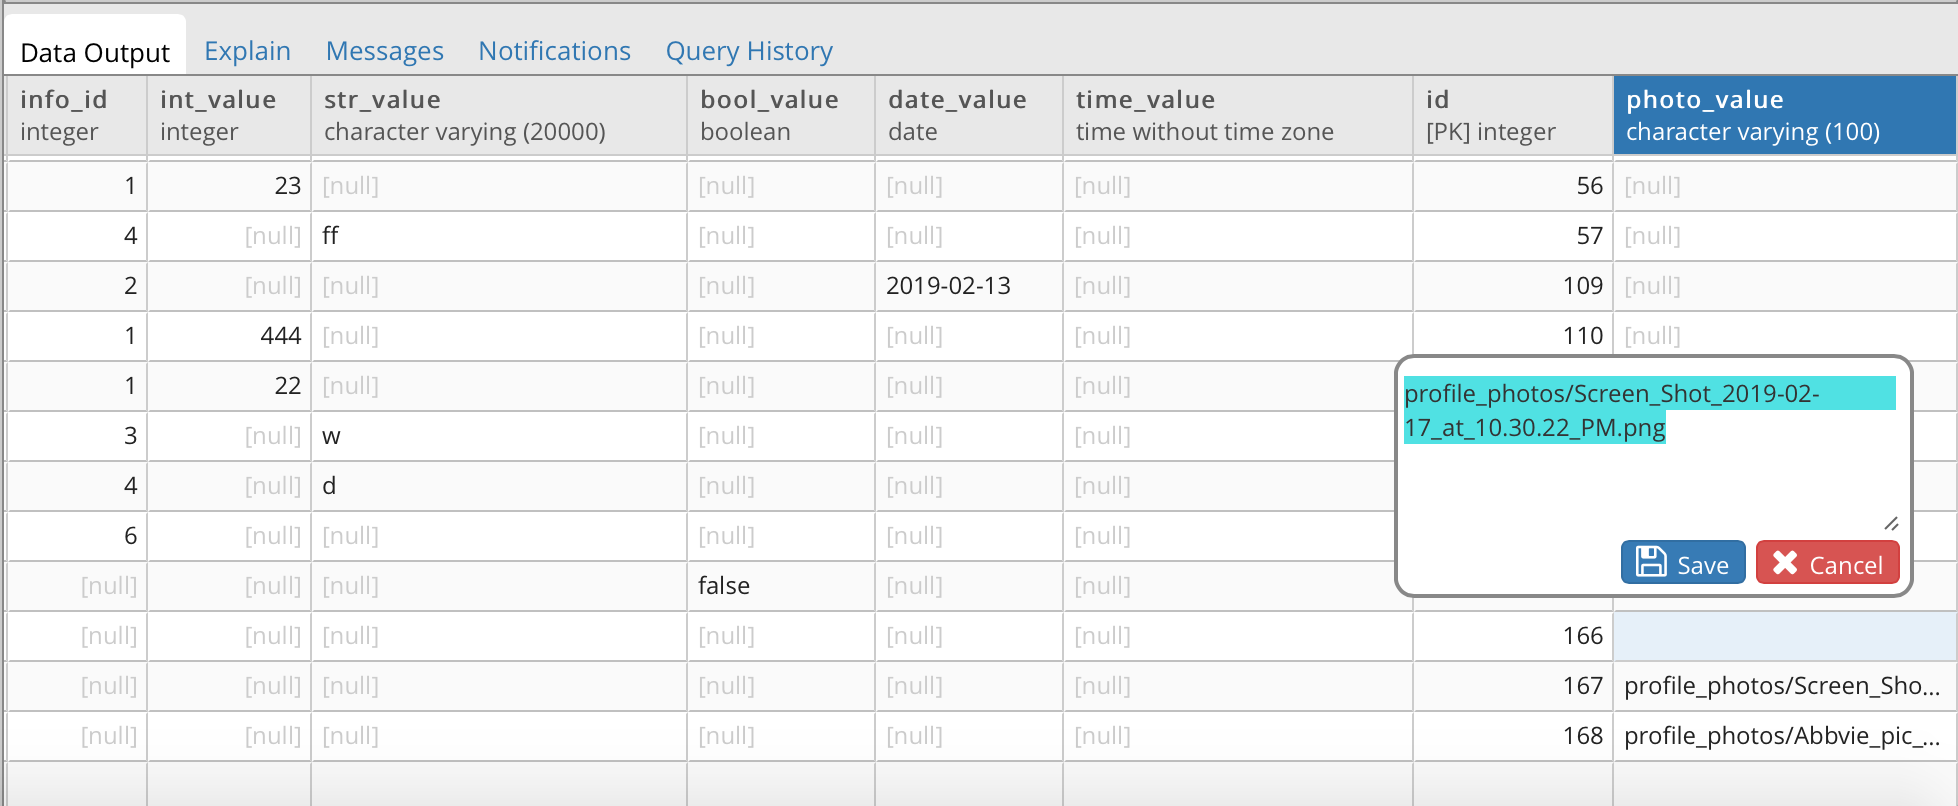 Data Output Explain Messages Notifications Query History
info_id int_value str_value bool_value date_value time_value id photo_value
integer integer character varying (20000) boolean date time without time zone [PK] integer character varying (100)
1 23 [null] [null] [null] [null] 56 [null]
4 [null] ff [null] [null] [null] 57 [null]
2 [null] [null] [null] 2019-02-13 [null] 109 [null]
1 444 [null] [null] [null] [null] 110 [null]
1 22 [null] [null] [null] [null]
3 [null] w [null] [null] [null]
4 [null] d [null] [null] [null]
6 [null] [null] [null] [null] [null]
[null] [null] [null] false [null] [null]
profile_photos/Screen_Shot_2019-02-
17_at_10.30.22_PM.png
Save Cancel
[null] [null] [null] [null] [null] [null] 166
[null] [null] [null] [null] [null] [null] 167 profile_photos/Screen_Sho...
[null] [null] [null] [null] [null] [null] 168 profile_photos/Abbvie_pic_...